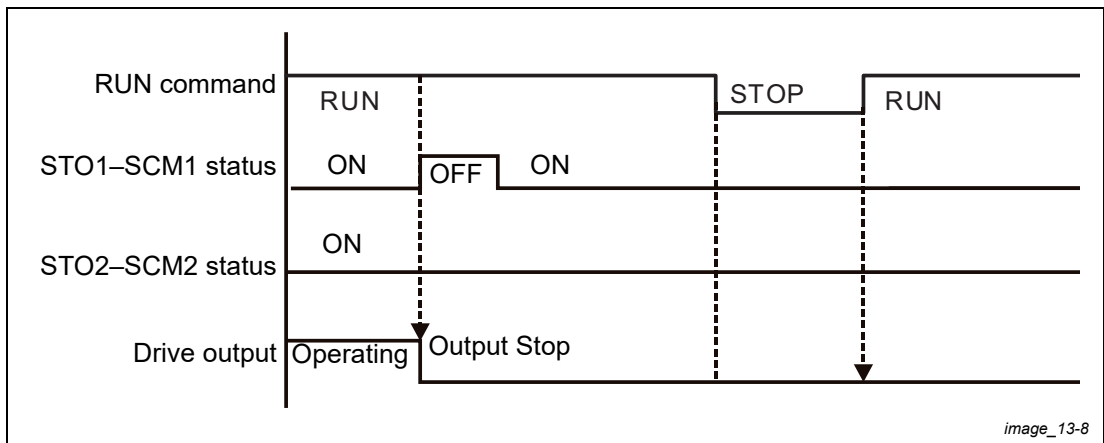 RUN command
RUN
STOP
RUN
STO1–SCM1 status
ON
OFF
ON
STO2–SCM2 status
ON
Drive output
Operating
Output Stop
image_13-8